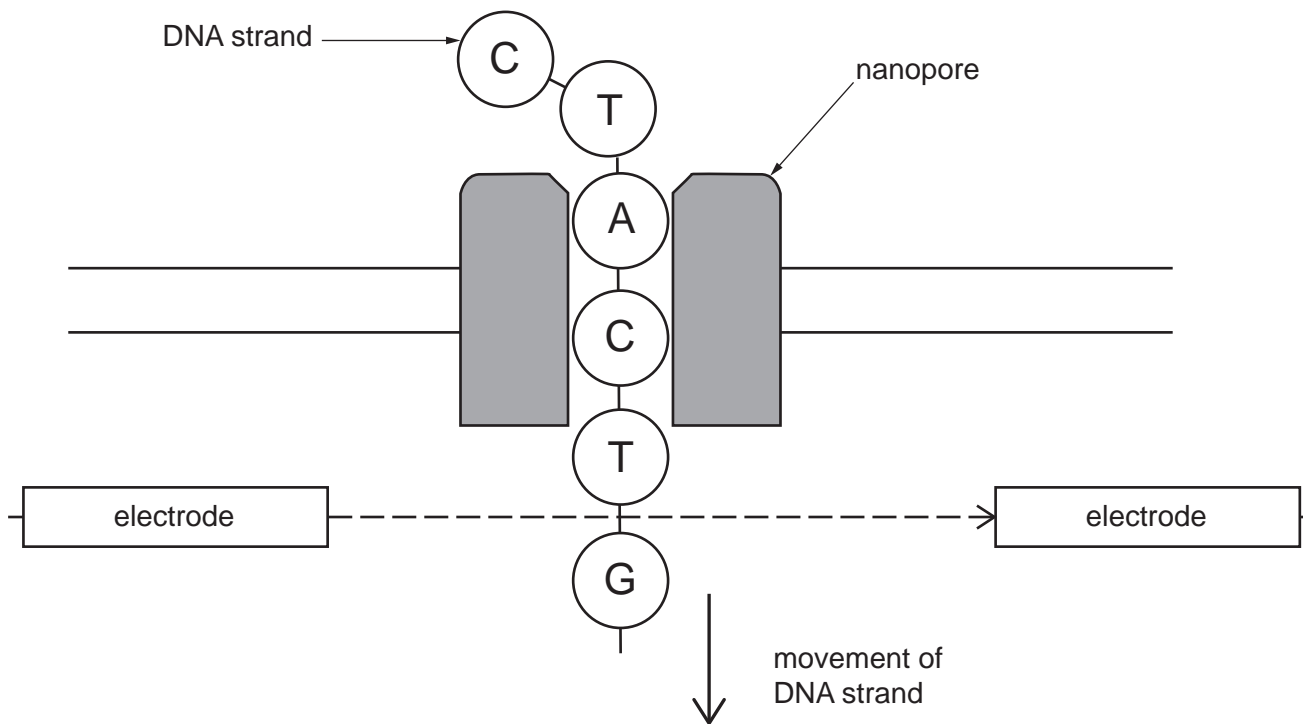 DNA strand
C
T
nanopore
A
C
T
electrode
electrode
G
movement of
DNA strand